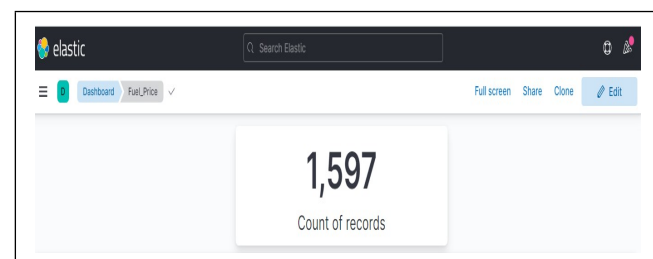 elastic
Search Elastic
D Dashboard Fuel_Price Full screen Share Clone Edit
1,597
Count of records